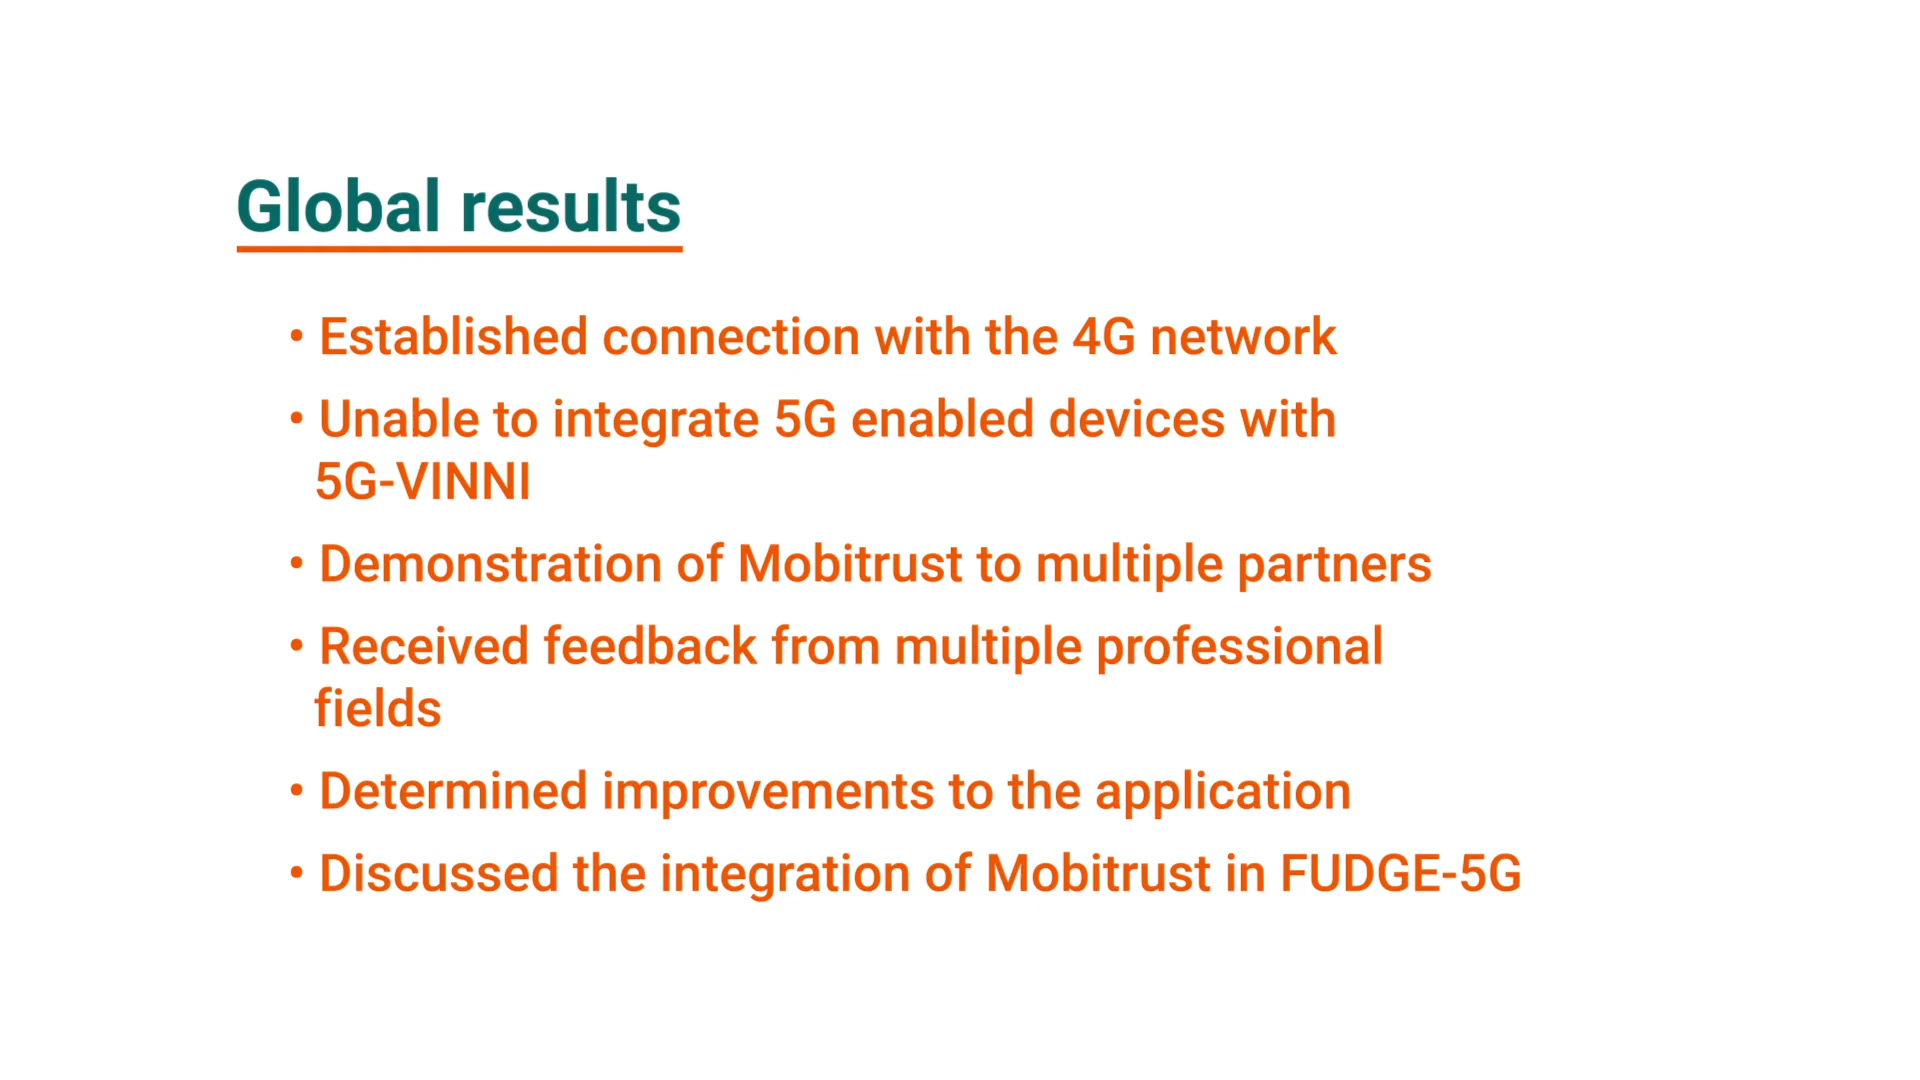 Global results
• Established connection with the 4G network
• Unable to integrate 5G enabled devices with
5G-VINNI
• Demonstration of Mobitrust to multiple partners
• Received feedback from multiple professional
fields
• Determined improvements to the application
• Discussed the integration of Mobitrust in FUDGE-5G